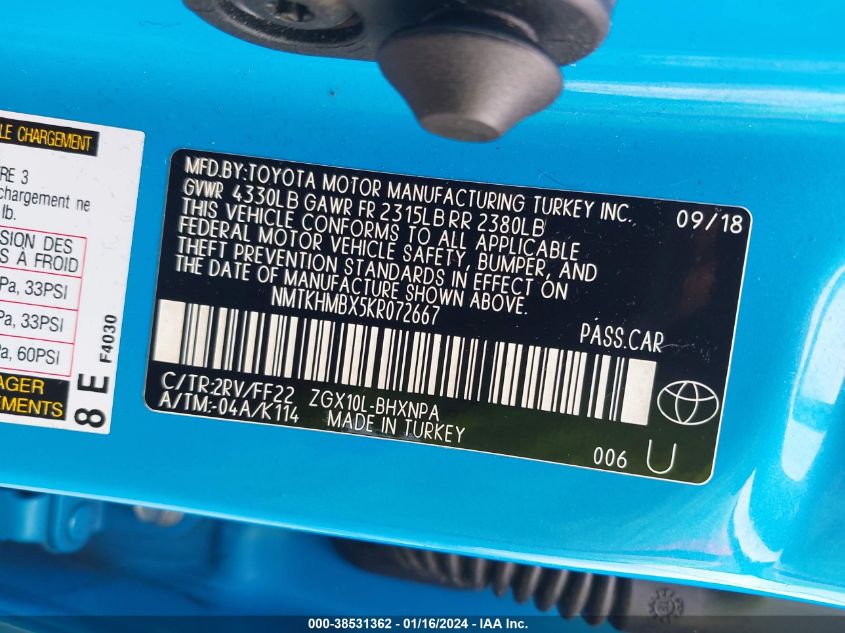 LE CHARGEMENT
RE 3
chargement ne
lb.
SION DES
S À FROID
Pa, 33PSI
Pa, 33PSI
Pa, 60PSI
AGER
EMENTS
8 E
F4030
MFD.BY:TOYOTA MOTOR MANUFACTURING TURKEY INC. 09/18
GVWR 4330LB GAWR FR 2315LB RR 2380LB
THIS VEHICLE CONFORMS TO ALL APPLICABLE
FEDERAL MOTOR VEHICLE SAFETY, BUMPER, AND
THEFT PREVENTION STANDARDS IN EFFECT ON
THE DATE OF MANUFACTURE SHOWN ABOVE.
NMTKHMBX5KR072667 PASS.CAR
C/TR:2RV/FF22 ZGX10L-BHXNPA
A/TM:-04A/K114 MADE IN TURKEY
006 U
000-38531362 - 01/16/2024 - IAA Inc.